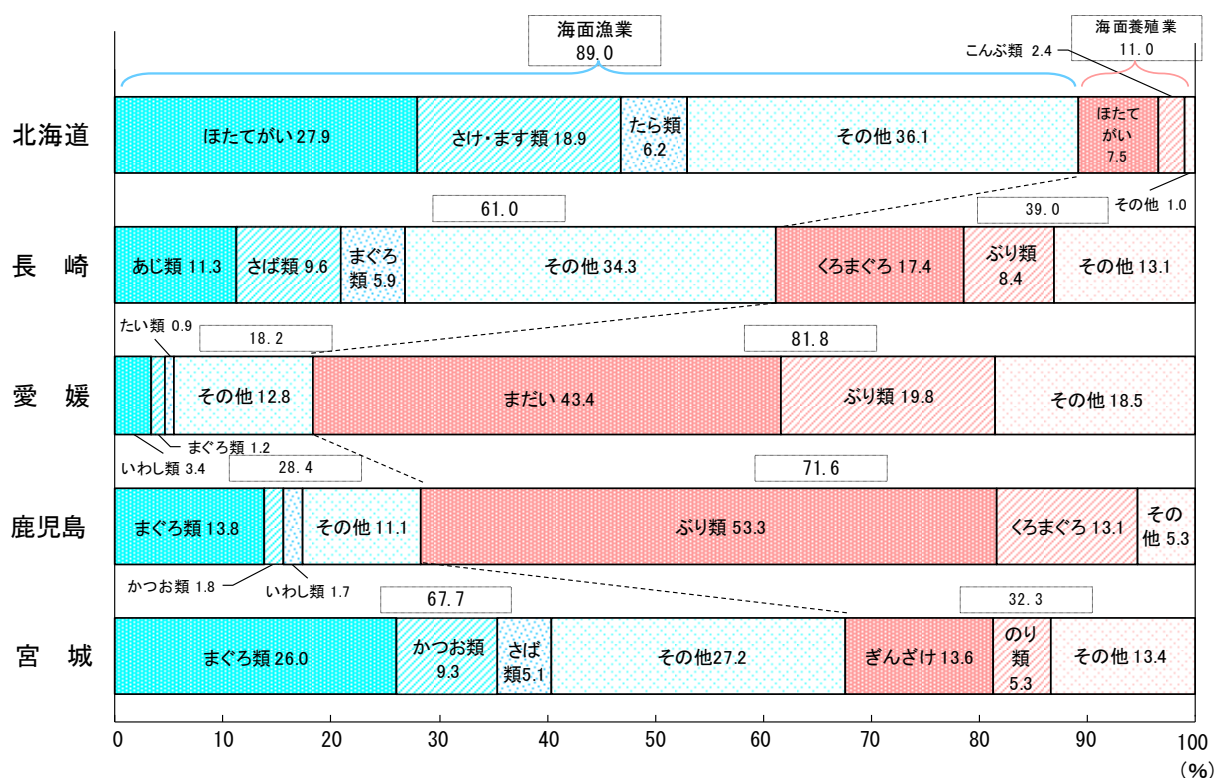 海面漁業
89.0
海面養殖業
11.0
こんぶ類 2.4
北海道
ほたてがい 27.9
さけ・ます類 18.9
たら類
6.2
その他 36.1
ほたて
がい
7.5
その他 1.0
61.0
39.0
長 崎
あじ類 11.3
さば類 9.6
まぐろ
類 5.9
その他 34.3
くろまぐろ 17.4
ぶり類
8.4
その他 13.1
たい類 0.9
18.2
81.8
愛 媛
その他 12.8
まだい 43.4
ぶり類 19.8
その他 18.5
まぐろ類 1.2
いわし類 3.4
28.4
71.6
鹿児島
まぐろ類 13.8
その他 11.1
ぶり類 53.3
くろまぐろ 13.1
その
他 5.3
かつお類 1.8
いわし類 1.7
67.7
32.3
宮 城
まぐろ類 26.0
かつお類
9.3
さば
類5.1
その他27.2
ぎんざけ 13.6
のり
類
5.3
その他 13.4
0 10 20 30 40 50 60 70 80 90 100
(%)